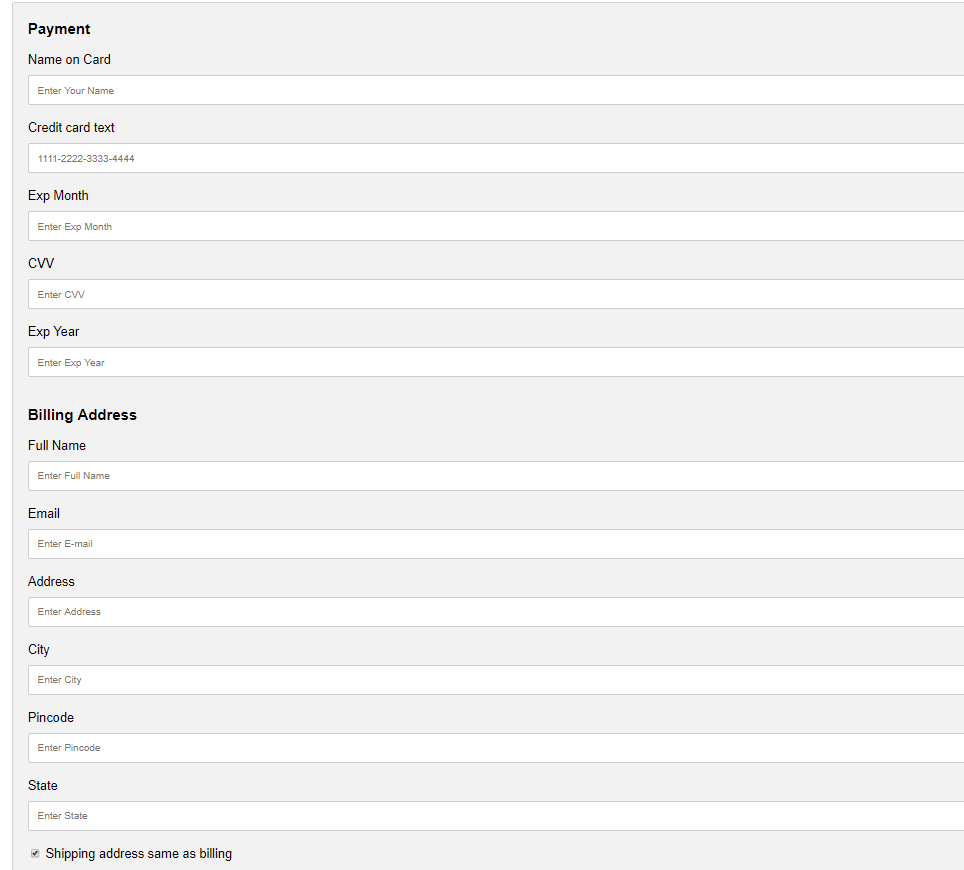 Payment
Name on Card
Enter Your Name
Credit card text
1111-2222-3333-4444
Exp Month
Enter Exp Month
CVV
Enter CVV
Exp Year
Enter Exp Year
Billing Address
Full Name
Enter Full Name
Email
Enter E-mail
Address
Enter Address
City
Enter City
Pincode
Enter Pincode
State
Enter State
Shipping address same as billing